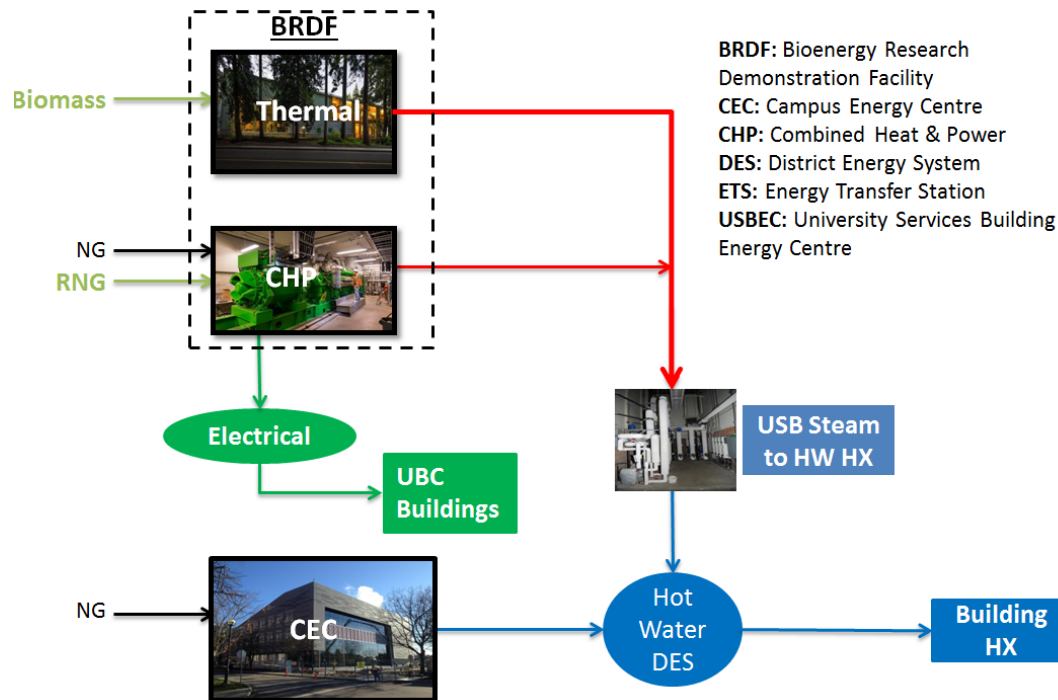 BRDF
Biomass
Thermal
NG
RNG
CHP
Electrical
UBC
Buildings
NG
CEC
BRDF: Bioenergy Research
Demonstration Facility
CEC: Campus Energy Centre
CHP: Combined Heat & Power
DES: District Energy System
ETS: Energy Transfer Station
USBEC: University Services Building
Energy Centre
USB Steam
to HW HX
Hot
Water
DES
Building
HX